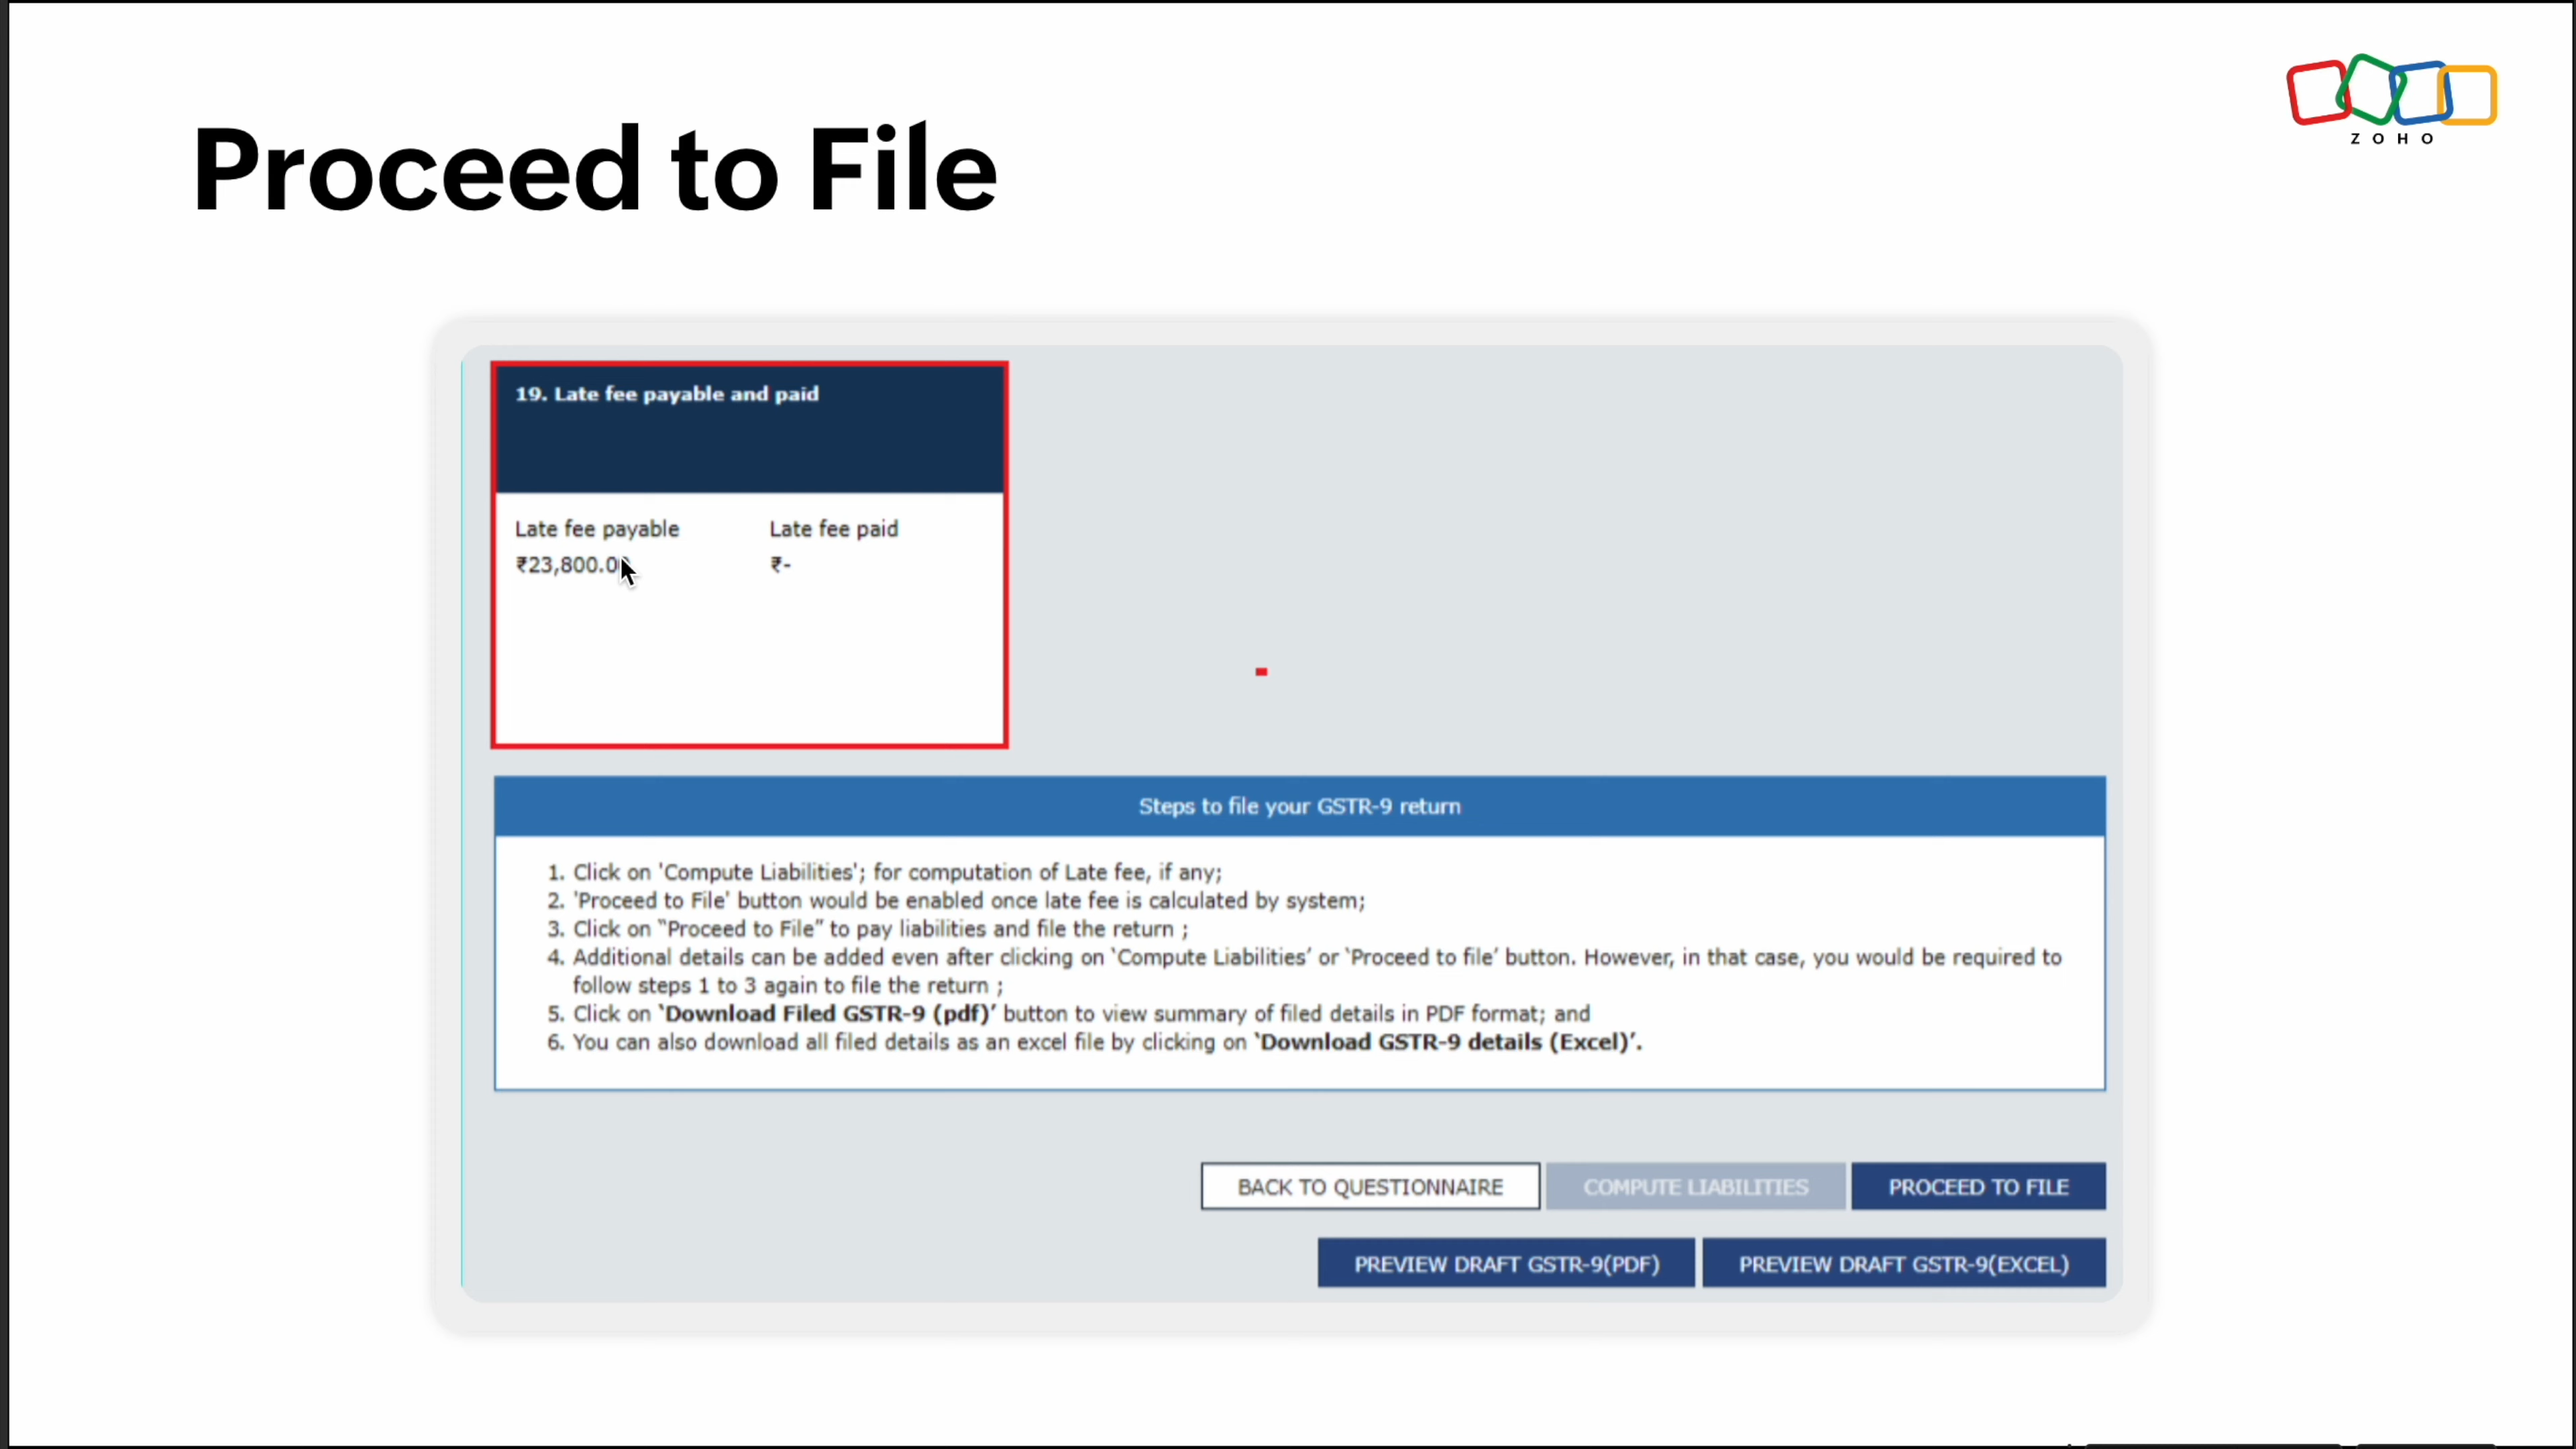 Proceed to File
ZOHO
19. Late fee payable and paid
Late fee payable Late fee paid
₹23,800.0 ₹-
Steps to file your GSTR-9 return
1. Click on 'Compute Liabilities'; for computation of Late fee, if any;
2. 'Proceed to File' button would be enabled once late fee is calculated by system;
3. Click on “Proceed to File” to pay liabilities and file the return ;
4. Additional details can be added even after clicking on ‘Compute Liabilities’ or ‘Proceed to file’ button. However, in that case, you would be required to
follow steps 1 to 3 again to file the return ;
5. Click on ‘Download Filed GSTR-9 (pdf)’ button to view summary of filed details in PDF format; and
6. You can also download all filed details as an excel file by clicking on ‘Download GSTR-9 details (Excel)’.
BACK TO QUESTIONNAIRE COMPUTE LIABILITIES PROCEED TO FILE
PREVIEW DRAFT GSTR-9(PDF) PREVIEW DRAFT GSTR-9(EXCEL)